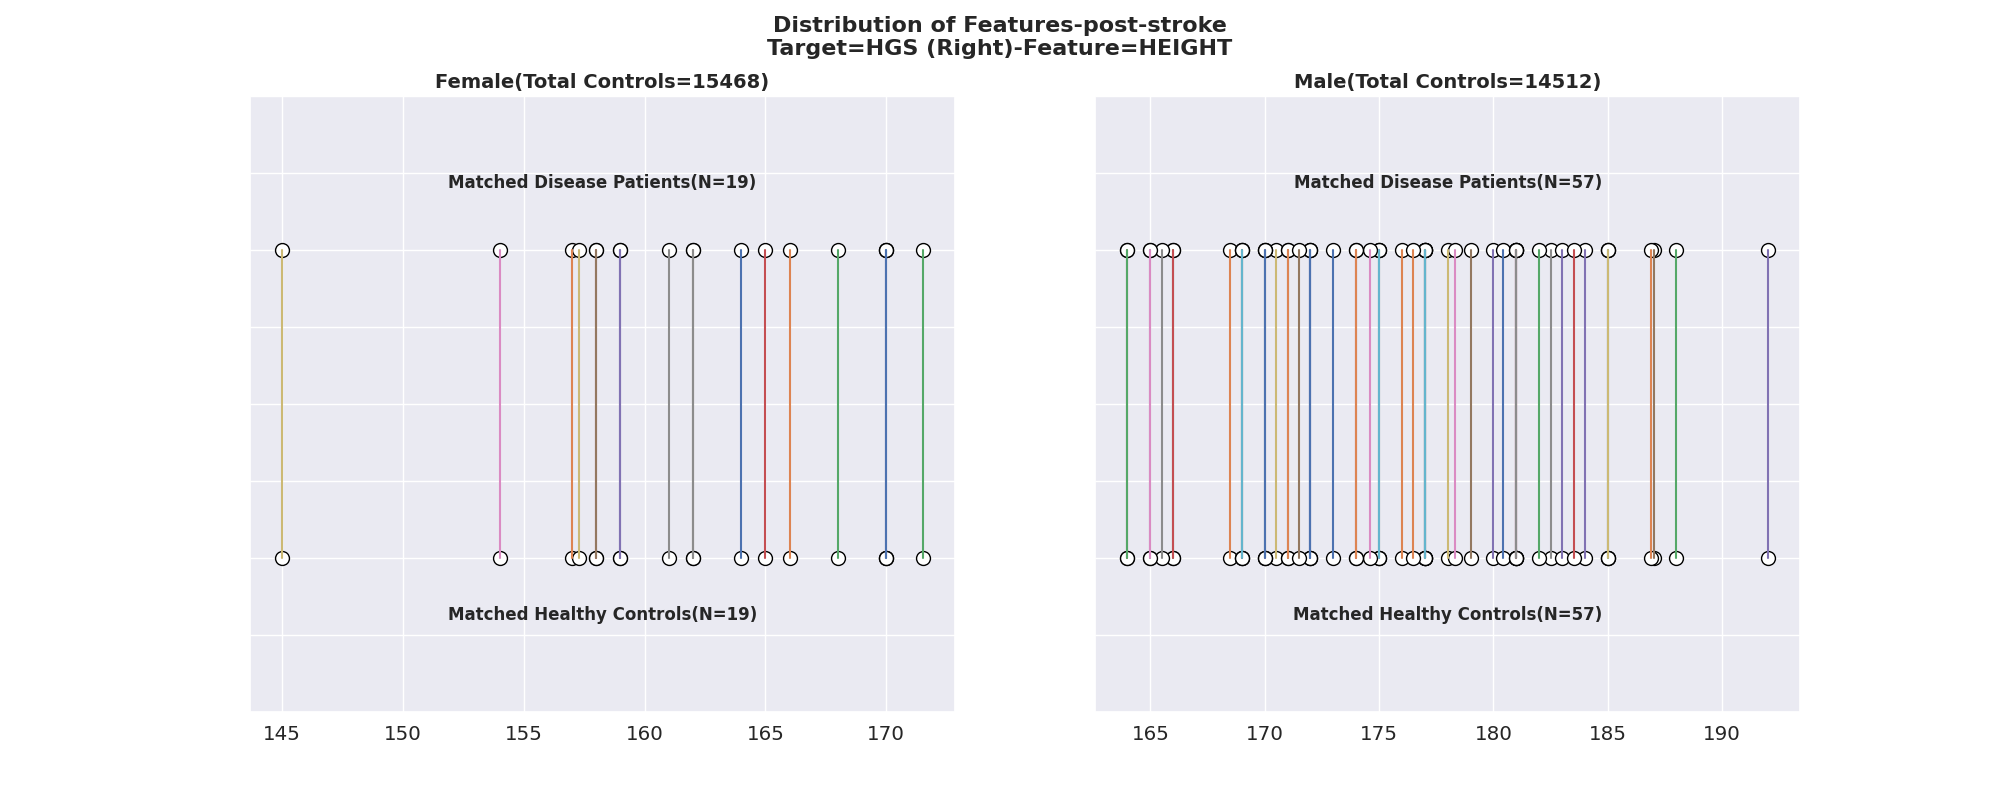 Distribution of Features-post-stroke
Target=HGS (Right)-Feature=HEIGHT
Female(Total Controls=15468)
Matched Disease Patients(N=19)
Matched Healthy Controls(N=19)
145 150 155 160 165 170
Male(Total Controls=14512)
Matched Disease Patients(N=57)
Matched Healthy Controls(N=57)
165 170 175 180 185 190